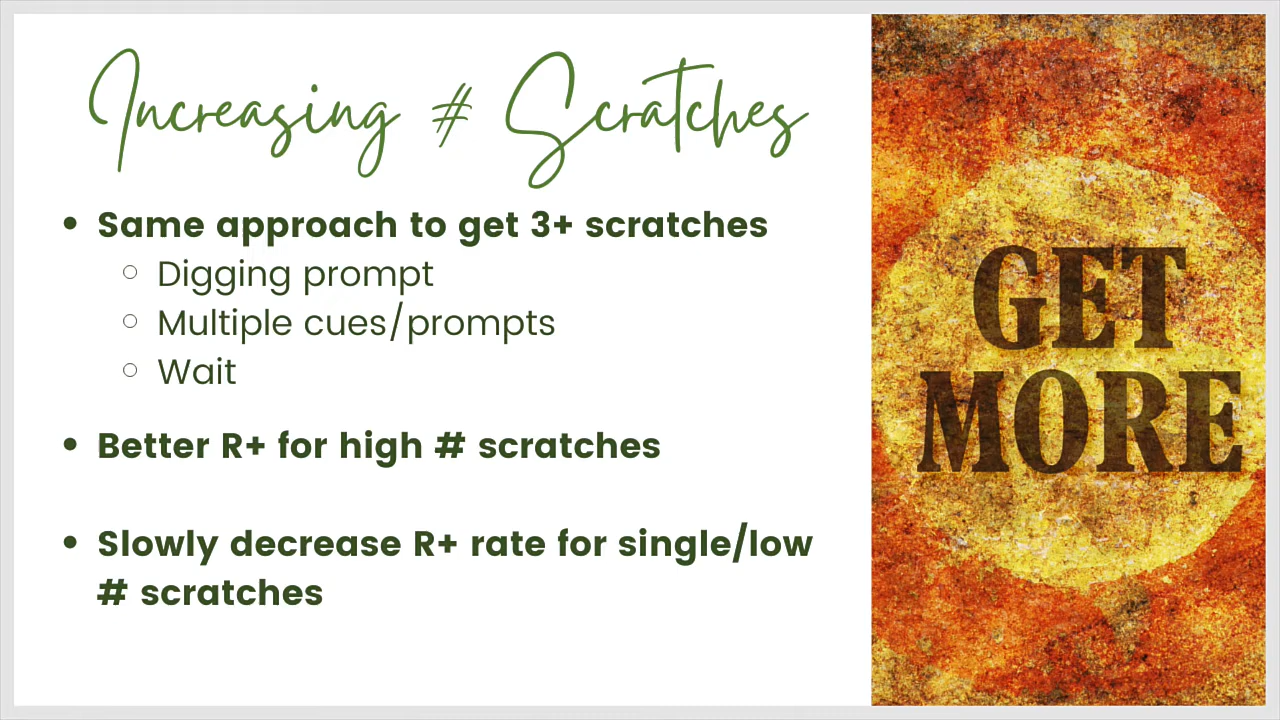 Increasing # Scratches
• Same approach to get 3+ scratches
○ Digging prompt
○ Multiple cues/prompts
○ Wait
• Better R+ for high # scratches
• Slowly decrease R+ rate for single/low
# scratches
GET
MORE